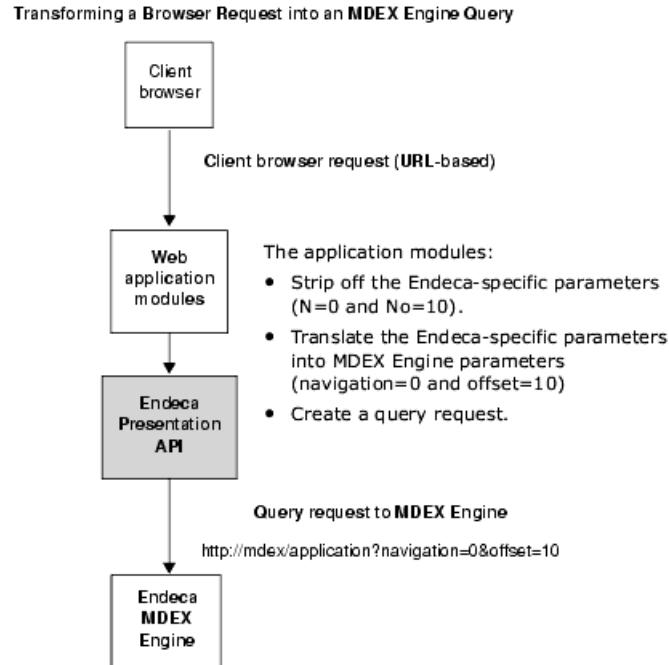 Transforming a Browser Request into an MDEX Engine Query
Client
browser
Client browser request (URL-based)
Web
application
modules
The application modules:
• Strip off the Endeca-specific parameters
(N=0 and No=10).
• Translate the Endeca-specific parameters
into MDEX Engine parameters
(navigation=0 and offset=10)
• Create a query request.
Endeca
Presentation
API
Query request to MDEX Engine
http://mdex/application?navigation=0&offset=10
Endeca
MDEX
Engine